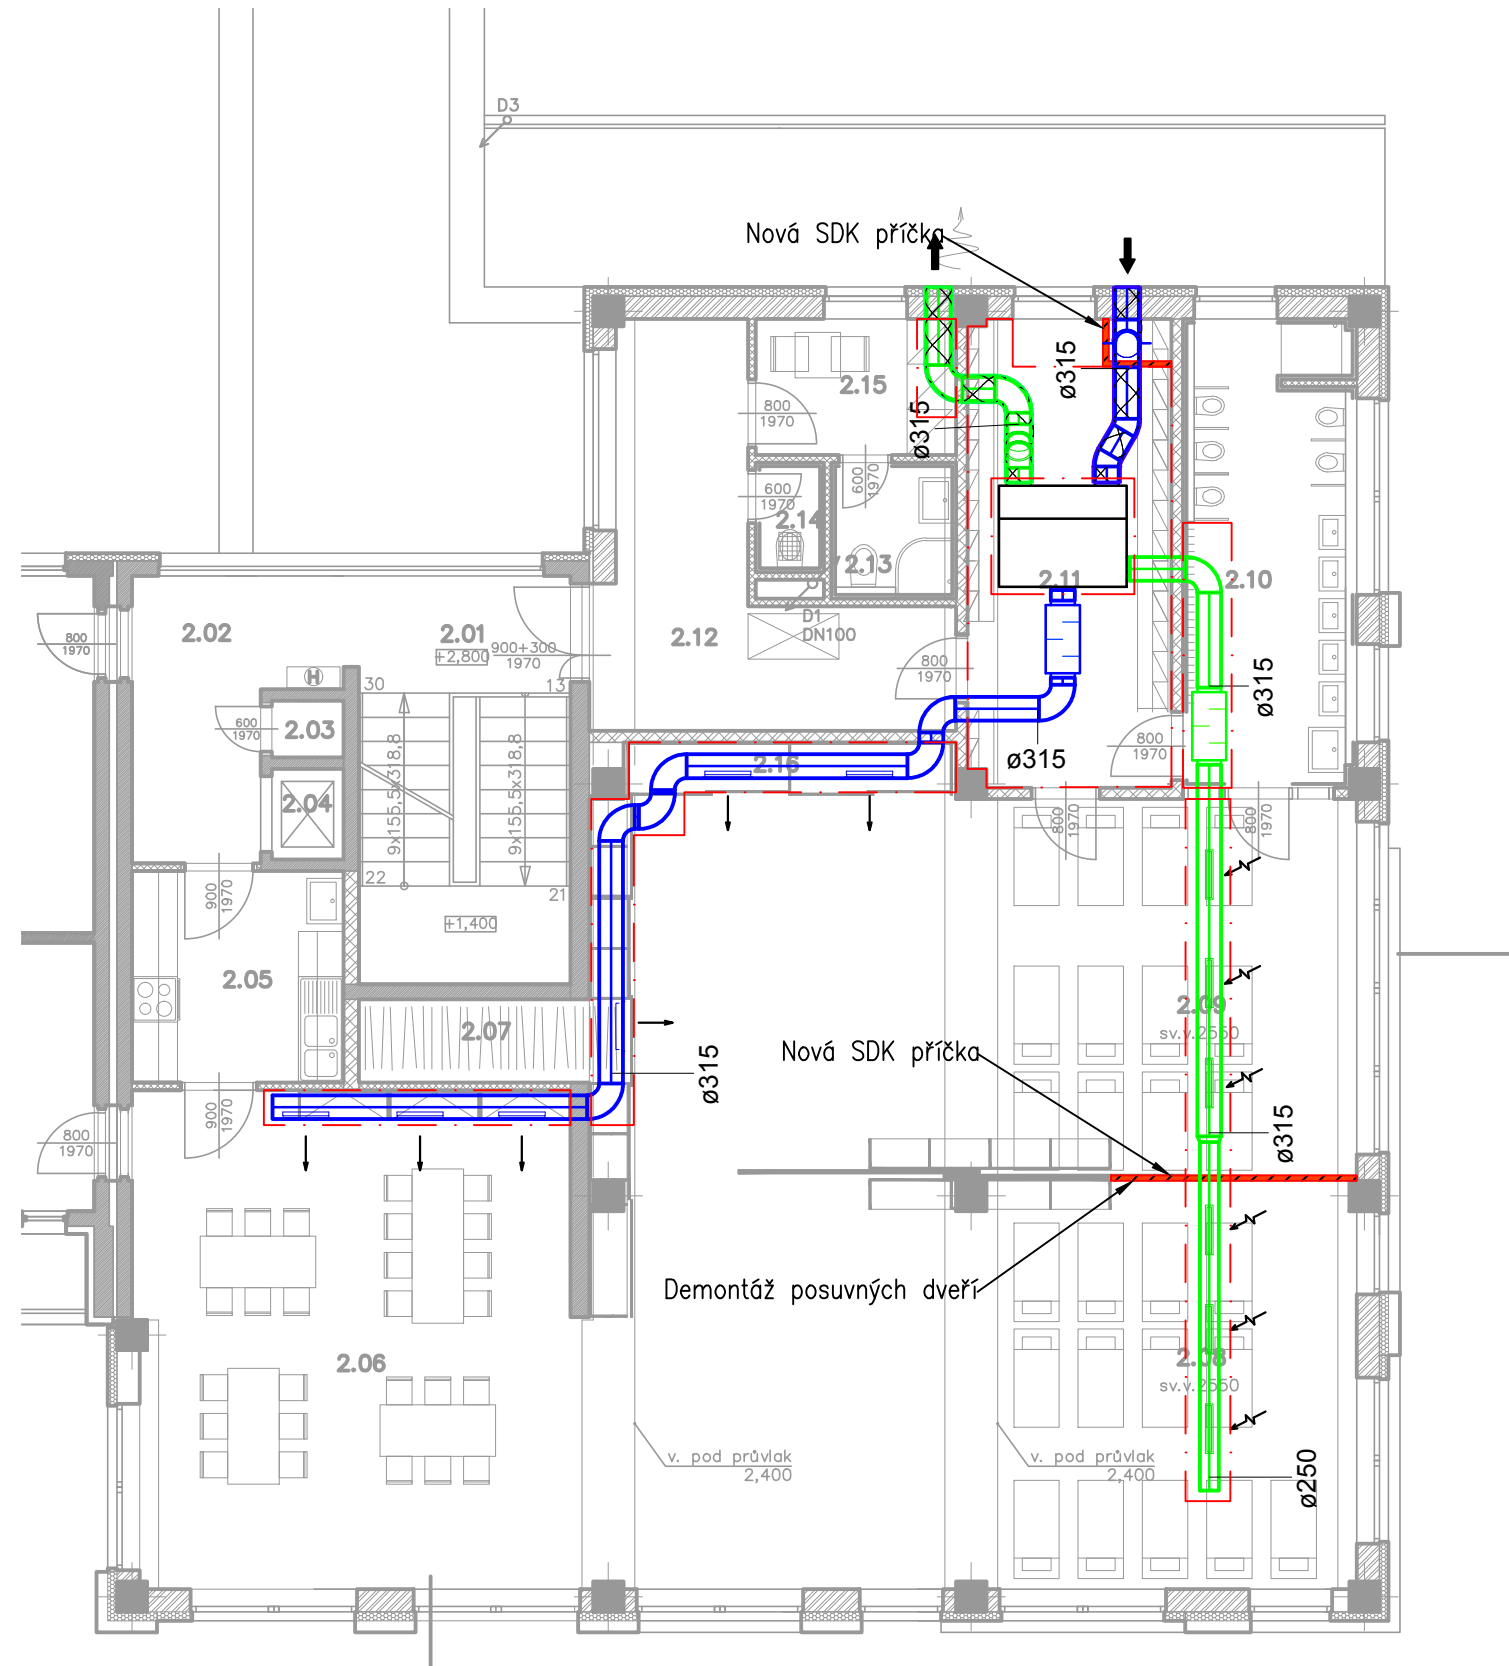 D3
Nová SDK příčka
ø315
2.15
800
1970
ø315
600
1970
600
1970
2.14
2.13
2.11
2.10
D1
DN100
2.02
2.01
+2,800
900+300
1970
2.12
800
1970
800
1970
H
30
13
600
1970
2.03
9x155,5x318,8
9x155,5x318,8
ø315
ø315
800
1970
2.16
2.04
800
1970
800
1970
22
21
900
1970
+1,400
2.05
2.07
2.09
sv.v.2550
Nová SDK příčka
ø315
900
1970
800
1970
ø315
Demontáž posuvných dveří
2.06
2.08
sv.v.2550
v. pod průvlak
2,400
v. pod průvlak
2,400
ø250